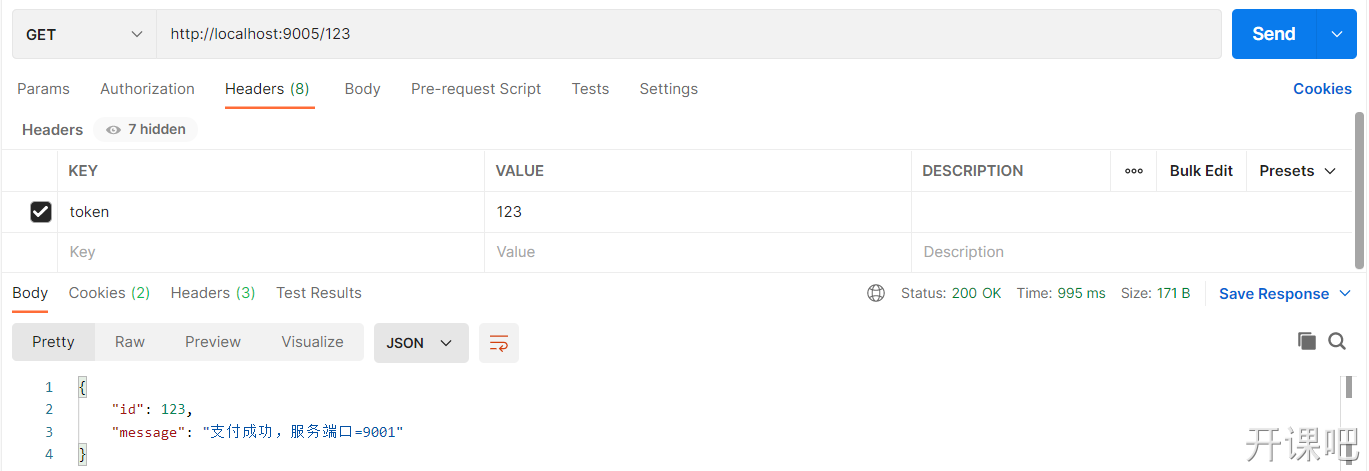 GET http://localhost:9005/123 Send
Params Authorization Headers (8) Body Pre-request Script Tests Settings Cookies
Headers 7 hidden
KEY VALUE DESCRIPTION ooo Bulk Edit Presets
token 123
Key Value Description
Body Cookies (2) Headers (3) Test Results Status: 200 OK Time: 995 ms Size: 171 B Save Response
Pretty Raw Preview Visualize JSON
1 {
2 "id": 123,
3 "message": "支付成功，服务端口=9001"
4 }
开课吧